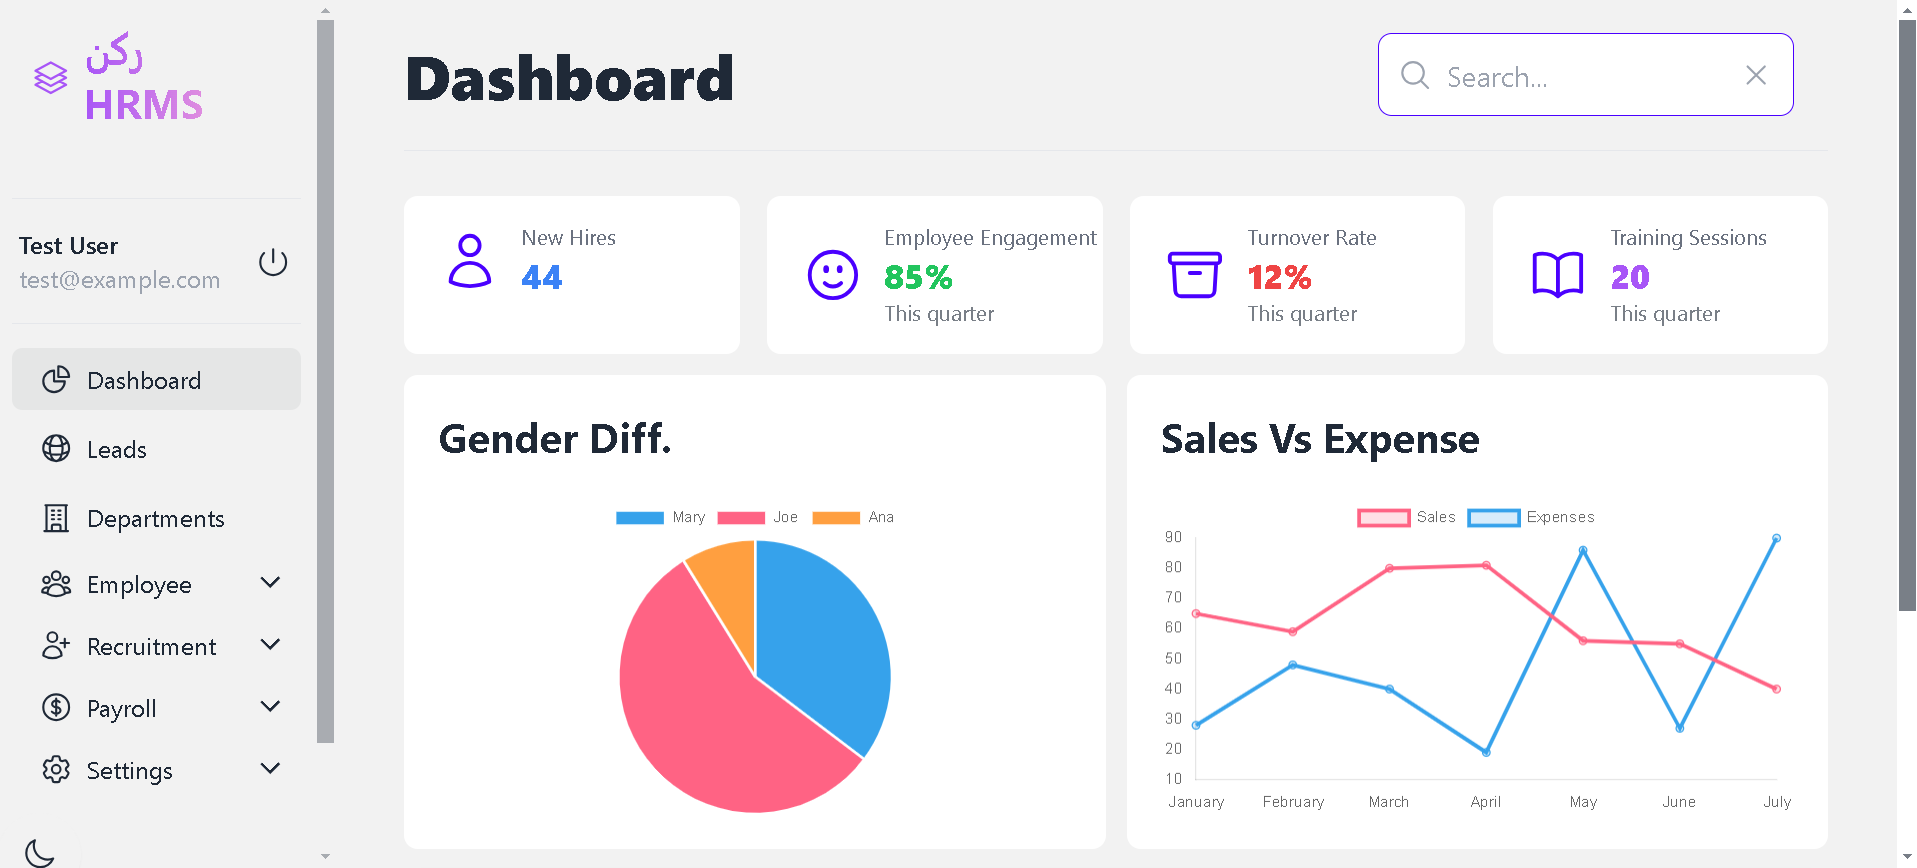 ركن
HRMS
Test User
test@example.com
Dashboard
Leads
Departments
Employee
Recruitment
Payroll
Settings
Dashboard
Search...
New Hires
44
Employee Engagement
85%
This quarter
Turnover Rate
12%
This quarter
Training Sessions
20
This quarter
Gender Diff.
Mary Joe Ana
Sales Vs Expense
Sales Expenses
90
80
70
60
50
40
30
20
10
January February March April May June July